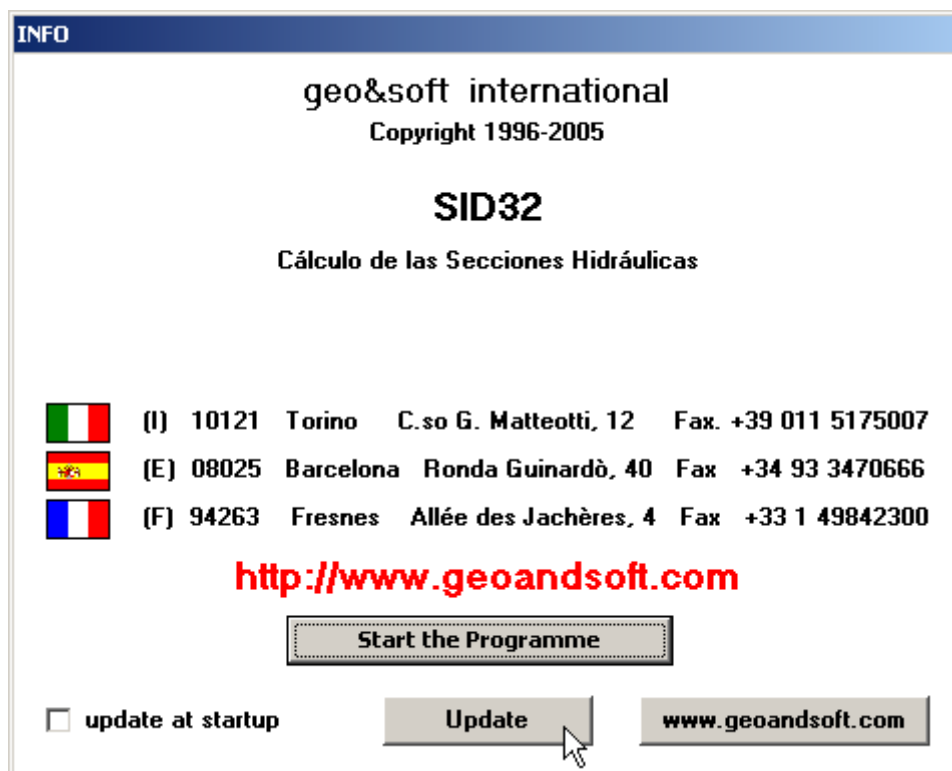 INFO
geo&soft international
Copyright 1996-2005
SID32
Cálculo de las Secciones Hidráulicas
(I) 10121 Torino C.so G. Matteotti, 12 Fax. +39 011 5175007
(E) 08025 Barcelona Ronda Guinardò, 40 Fax +34 93 3470666
(F) 94263 Fresnes Allée des Jachères, 4 Fax +33 1 49842300
http://www.geoandsoft.com
Start the Programme
update at startup Update www.geoandsoft.com